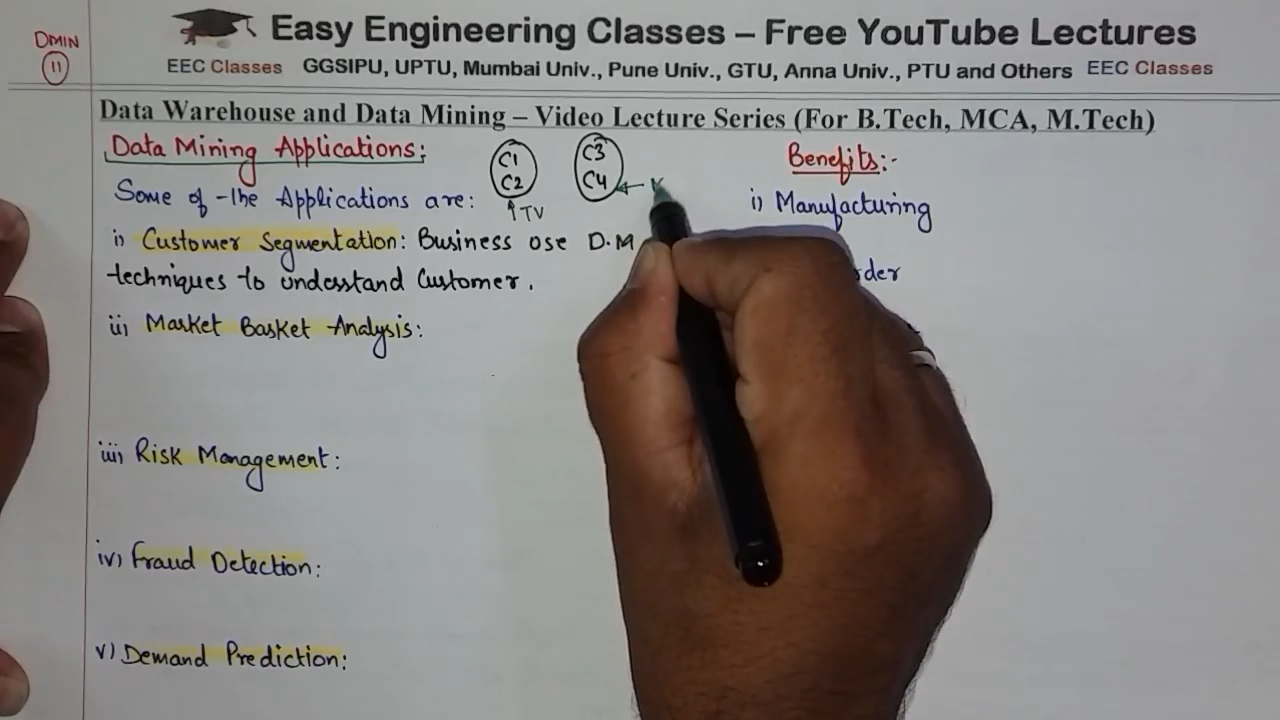 DMIN
11
Easy Engineering Classes – Free YouTube Lectures
EEC Classes GGSIPU, UPTU, Mumbai Univ., Pune Univ., GTU, Anna Univ., PTU and Others EEC Classes
Data Warehouse and Data Mining – Video Lecture Series (For B.Tech, MCA, M.Tech)
Data Mining Applications:
C1
C2
TV
C3
C4
Some of the Applications are:
i) Customer Segmentation: Business use D.M
techniques to understand Customer.
ii) Market Basket Analysis:
iii) Risk Management:
iv) Fraud Detection:
v) Demand Prediction:
Benefits:-
i) Manufacturing